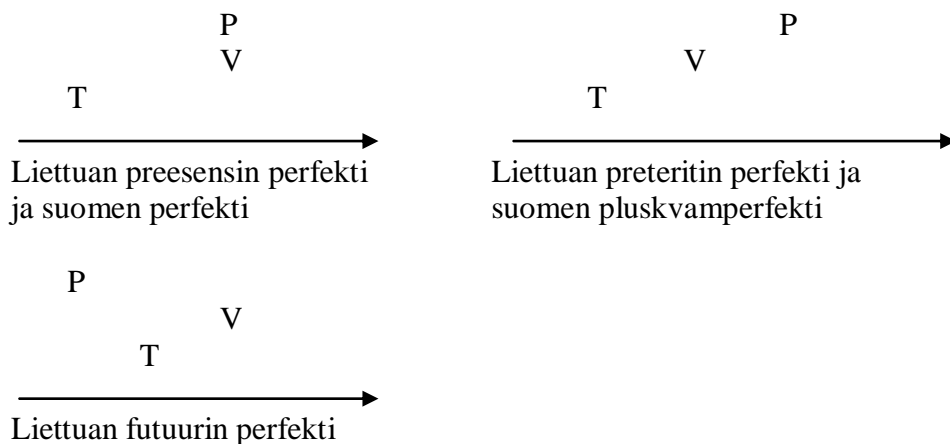 P
V
T
Liettuan preesensin perfekti
ja suomen perfekti
P
V
T
Liettuan preteritin perfekti ja
suomen pluskvamperfekti
P
V
T
Liettuan futuurin perfekti